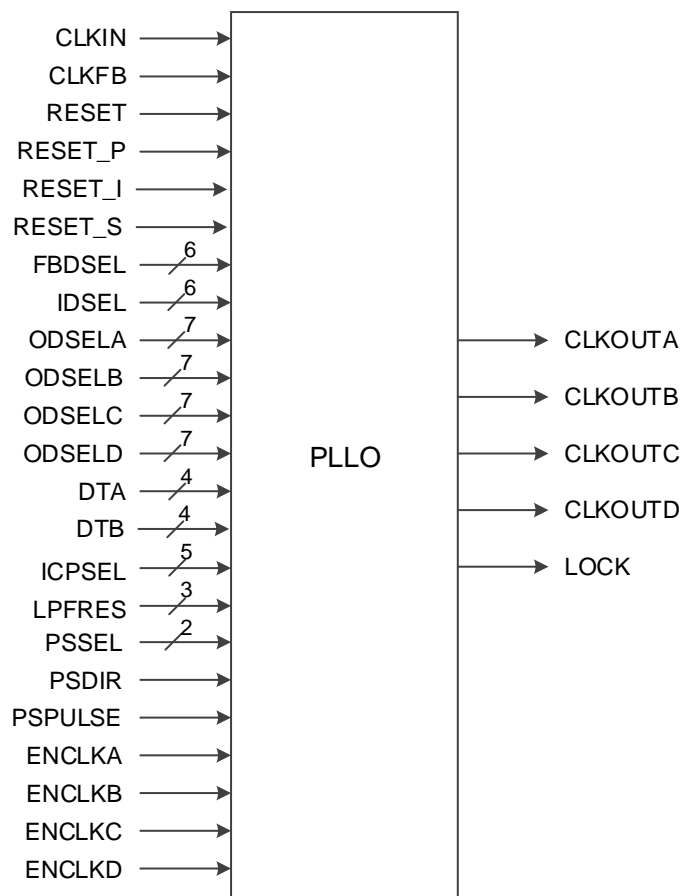 CLKIN
CLKFB
RESET
RESET_P
RESET_I
RESET_S
FBDSEL 6
IDSEL 6
ODSELA 7
ODSELB 7
ODSELC 7
ODSELD 7
DTA 4
DTB 4
ICPSEL 5
LPFRES 3
PSSEL 2
PSDIR
PSPULSE
ENCLKA
ENCLKB
ENCLKC
ENCLKD
PLLO
CLKOUTA
CLKOUTB
CLKOUTC
CLKOUTD
LOCK